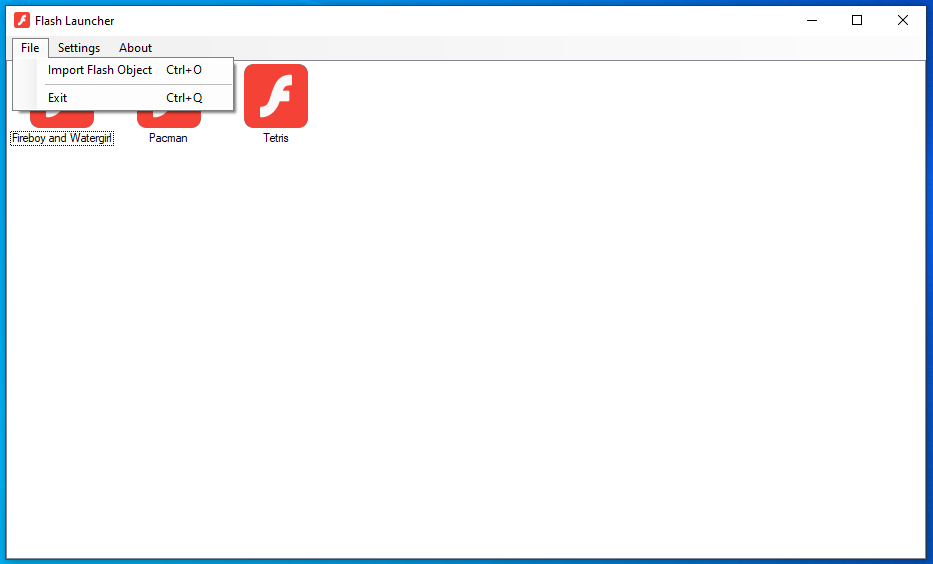 Flash Launcher
File Settings About
Import Flash Object Ctrl+O
Exit Ctrl+Q
Fireboy and Watergirl Pacman Tetris